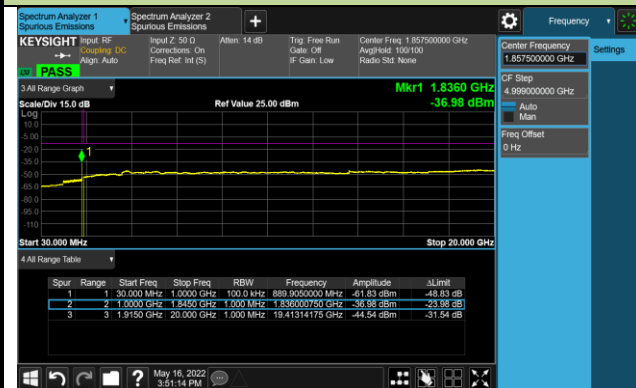 Spectrum Analyzer 1
Spurious Emissions
Spectrum Analyzer 2
Spurious Emissions
+
Frequency
KEYSIGHT
Input: RF
Coupling: DC
Align: Auto
Input Z: 50 Ω
Corrections: On
Freq Ref: Int (S)
Atten: 14 dB
Trig: Free Run
Gate: Off
IF Gain: Low
Center Freq: 1.857500000 GHz
Avg|Hold: 100/100
Radio Std: None
PASS
Center Frequency
1.857500000 GHz
Settings
CF Step
4.999000000 GHz
Auto
Man
Freq Offset
0 Hz
3 All Range Graph
Mkr1 1.8360 GHz
Scale/Div 15.0 dB
Ref Value 25.00 dBm
-36.98 dBm
Log
10.0
-5.00
-20.0
-35.0
-50.0
-65.0
-80.0
-95.0
-110
1
Start 30.000 MHz
Stop 20.000 GHz
4 All Range Table
Spur Range Start Freq Stop Freq RBW Frequency Amplitude ΔLimit
1 1 30.000 MHz 1.0000 GHz 100.0 kHz 889.9050000 MHz -61.83 dBm -48.83 dB
2 2 1.0000 GHz 1.8450 GHz 1.000 MHz 1.836000750 GHz -36.98 dBm -23.98 dB
3 3 1.9150 GHz 20.000 GHz 1.000 MHz 19.41314175 GHz -44.54 dBm -31.54 dB
?
May 16, 2022
3:51:14 PM